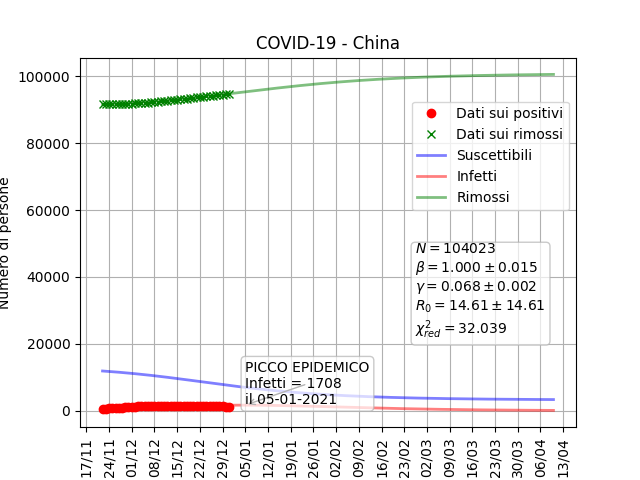 COVID-19 - China
Numero di persone
100000
80000
60000
40000
20000
0
Dati sui positivi
Dati sui rimossi
Suscettibili
Infetti
Rimossi
N = 104023
β = 1.000 ± 0.015
γ = 0.068 ± 0.002
R₀ = 14.61 ± 14.61
χ²_red = 32.039
PICCO EPIDEMICO
Infetti = 1708
il 05-01-2021
17/11
24/11
01/12
08/12
15/12
22/12
29/12
05/01
12/01
19/01
26/01
02/02
09/02
16/02
23/02
02/03
09/03
16/03
23/03
30/03
06/04
13/04